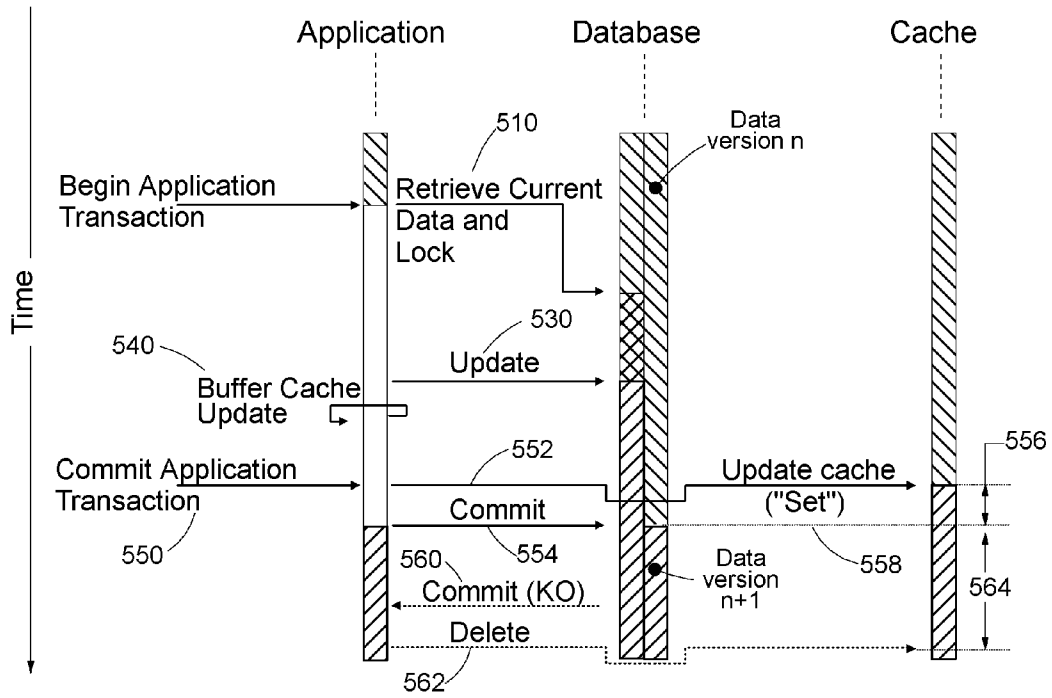 Application
Database
Cache
Time
510
Data
version n
Begin Application
Transaction
Retrieve Current
Data and
Lock
530
540
Update
Buffer Cache
Update
552
556
Commit Application
Transaction
Update cache
("Set")
550
Commit
554
558
560
564
Data
version
n+1
Commit (KO)
Delete
562